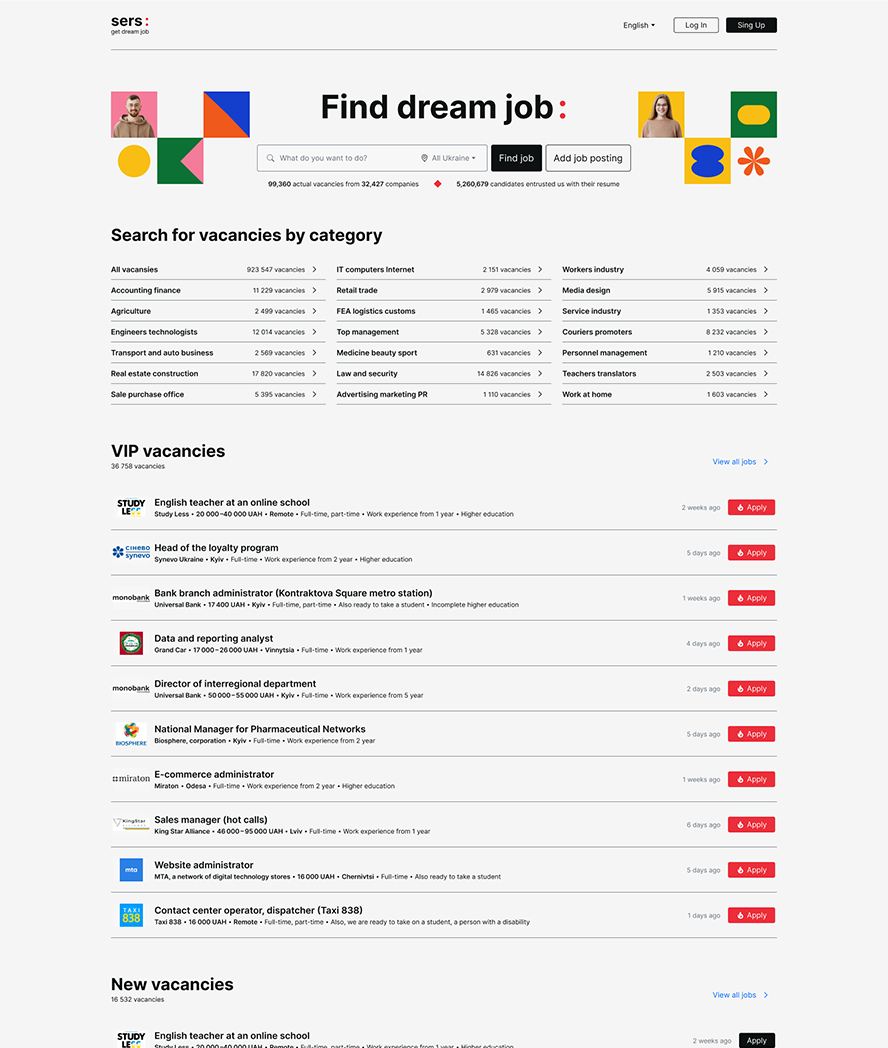 sers:
get dream job
English
Log In
Sing Up
Find dream job:
What do you want to do?
All Ukraine
Find job
Add job posting
99,360 actual vacancies from 32,427 companies
5,260,679 candidates entrusted us with their resume
Search for vacancies by category
All vacansies 923 547 vacancies
IT computers Internet 2 151 vacancies
Workers industry 4 059 vacancies
Accounting finance 11 229 vacancies
Retail trade 2 979 vacancies
Media design 5 915 vacancies
Agriculture 2 499 vacancies
FEA logistics customs 1 465 vacancies
Service industry 1 353 vacancies
Engineers technologists 12 014 vacancies
Top management 5 328 vacancies
Couriers promoters 8 232 vacancies
Transport and auto business 2 569 vacancies
Medicine beauty sport 631 vacancies
Personnel management 1 210 vacancies
Real estate construction 17 820 vacancies
Law and security 14 826 vacancies
Teachers translators 2 503 vacancies
Sale purchase office 5 395 vacancies
Advertising marketing PR 1 110 vacancies
Work at home 1 603 vacancies
VIP vacancies
36 758 vacancies
View all jobs
STUDY
LESS
English teacher at an online school
Study Less • 20 000–40 000 UAH • Remote • Full-time, part-time • Work experience from 1 year • Higher education
2 weeks ago
Apply
СІНЕВО
synevo
Head of the loyalty program
Synevo Ukraine • Kyiv • Full-time • Work experience from 2 year • Higher education
5 days ago
Apply
monobank
Bank branch administrator (Kontraktova Square metro station)
Universal Bank • 17 400 UAH • Kyiv • Full-time, part-time • Also ready to take a student • Incomplete higher education
1 weeks ago
Apply
Data and reporting analyst
Grand Car • 17 000–26 000 UAH • Vinnytsia • Full-time • Work experience from 1 year
4 days ago
Apply
monobank
Director of interregional department
Universal Bank • 50 000–55 000 UAH • Kyiv • Full-time • Work experience from 5 year
2 days ago
Apply
BIOSPHERE
National Manager for Pharmaceutical Networks
Biosphere, corporation • Kyiv • Full-time • Work experience from 2 year
5 days ago
Apply
miraton
E-commerce administrator
Miraton • Odesa • Full-time • Work experience from 2 year • Higher education
1 weeks ago
Apply
KingStar
Sales manager (hot calls)
King Star Alliance • 46 000–95 000 UAH • Lviv • Full-time • Work experience from 1 year
6 days ago
Apply
mta
Website administrator
MTA, a network of digital technology stores • 16 000 UAH • Chernivtsi • Full-time • Also ready to take a student
5 days ago
Apply
TAXI
838
Contact center operator, dispatcher (Taxi 838)
Taxi 838 • 16 000 UAH • Remote • Full-time, part-time • Also, we are ready to take on a student, a person with a disability
1 days ago
Apply
New vacancies
16 532 vacancies
View all jobs
STUDY
LESS
English teacher at an online school
Study Less • 20 000–40 000 UAH • Remote • Full-time, part-time • Work experience from 1 year • Higher education
2 weeks ago
Apply